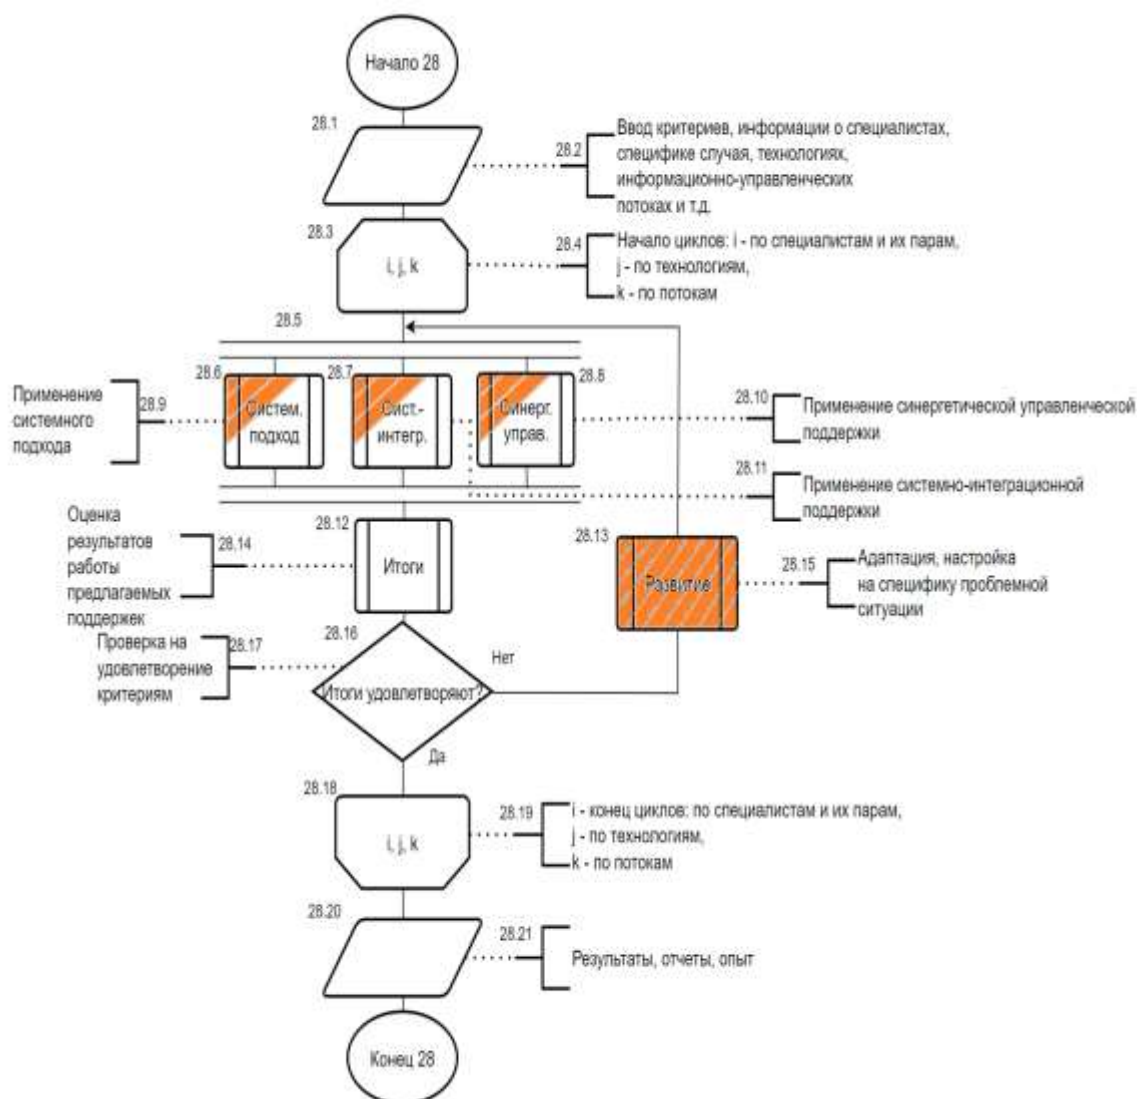 Начало 28
28.1
28.2
Ввод критериев, информации о специалистах,
специфике случая, технологиях,
информационно-управленческих
потоках и т.д.
28.3
i, j, k
28.4
Начало циклов: i - по специалистам и их парам,
j - по технологиям,
k - по потокам
28.5
28.6
Систем.
подход
28.7
Сист.-
интегр.
28.8
Синерг.
управ.
28.9
Применение
системного
подхода
28.10
Применение синергетической управленческой
поддержки
28.11
Применение системно-интеграционной
поддержки
28.12
Итоги
28.13
Развитие
28.14
Оценка
результатов
работы
предлагаемых
поддержек
28.15
Адаптация, настройка
на специфику проблемной
ситуации
28.16
Итоги удовлетворяют?
Нет
Да
28.17
Проверка на
удовлетворение
критериям
28.18
i, j, k
28.19
i - конец циклов: по специалистам и их парам,
j - по технологиям,
k - по потокам
28.20
28.21
Результаты, отчеты, опыт
Конец 28